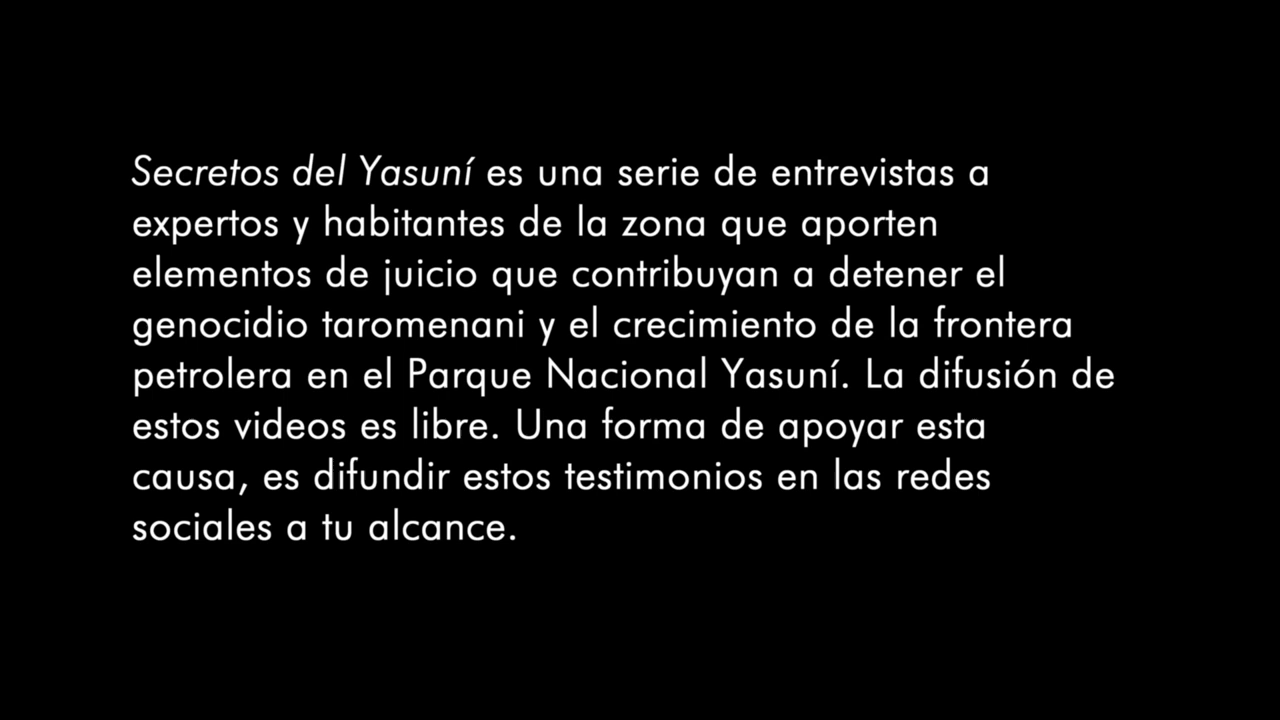 Secretos del Yasuní es una serie de entrevistas a
expertos y habitantes de la zona que aporten
elementos de juicio que contribuyan a detener el
genocidio taromenani y el crecimiento de la frontera
petrolera en el Parque Nacional Yasuní. La difusión de
estos videos es libre. Una forma de apoyar esta
causa, es difundir estos testimonios en las redes
sociales a tu alcance.